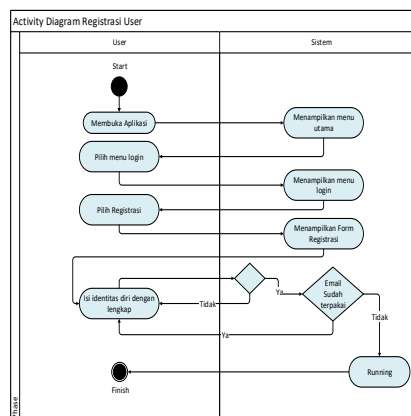 Activity Diagram Registrasi User
User
Sistem
Start
Membuka Aplikasi
Menampilkan menu
utama
Pilih menu login
Menampilkan menu
login
Pilih Registrasi
Menampilkan Form
Registrasi
Isi identitas diri dengan
lengkap
Tidak
Ya
Email
Sudah
terpakai
Tidak
Ya
Running
Finish
Phase